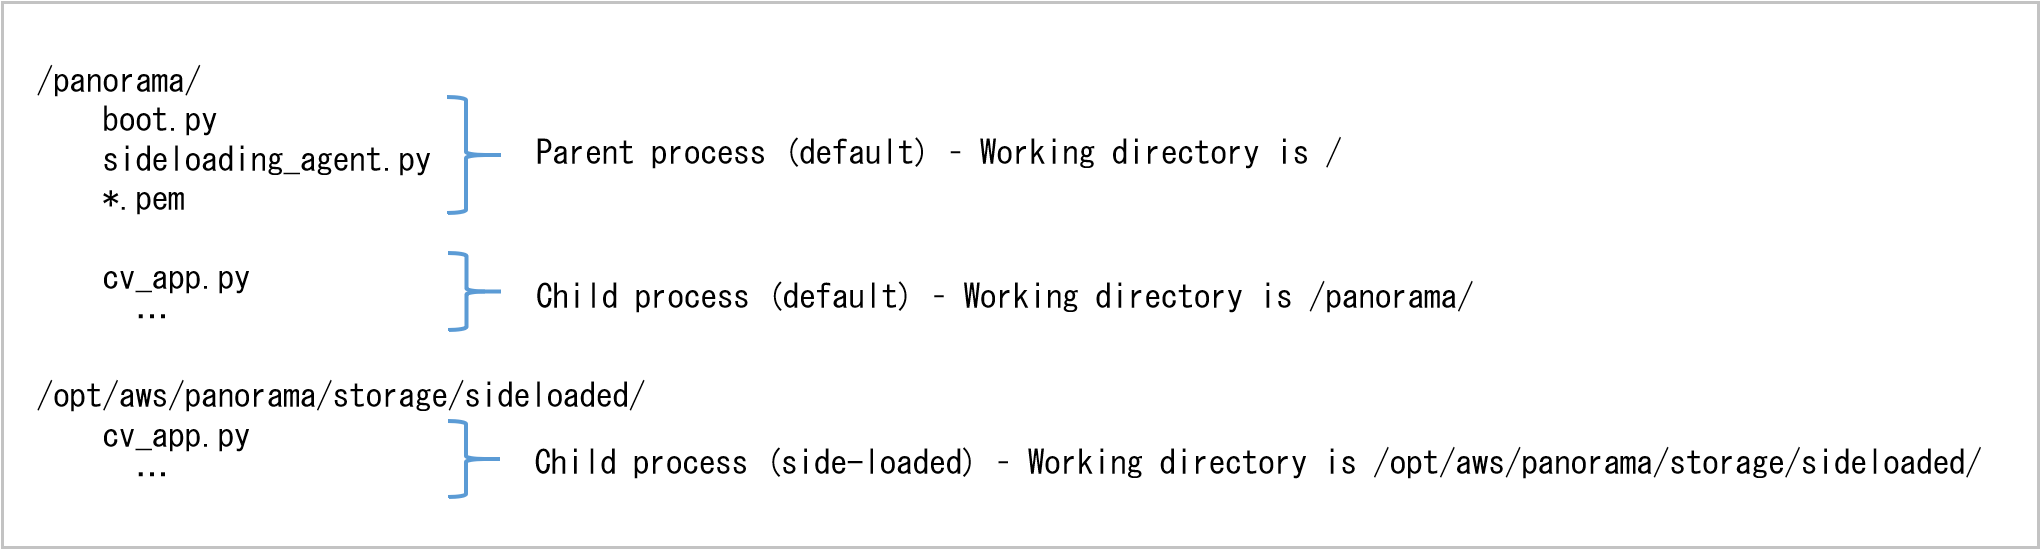 /panorama/
boot.py
sideloading_agent.py
*.pem
Parent process (default) - Working directory is /
cv_app.py
...
Child process (default) - Working directory is /panorama/
/opt/aws/panorama/storage/sideloaded/
cv_app.py
...
Child process (side-loaded) - Working directory is /opt/aws/panorama/storage/sideloaded/